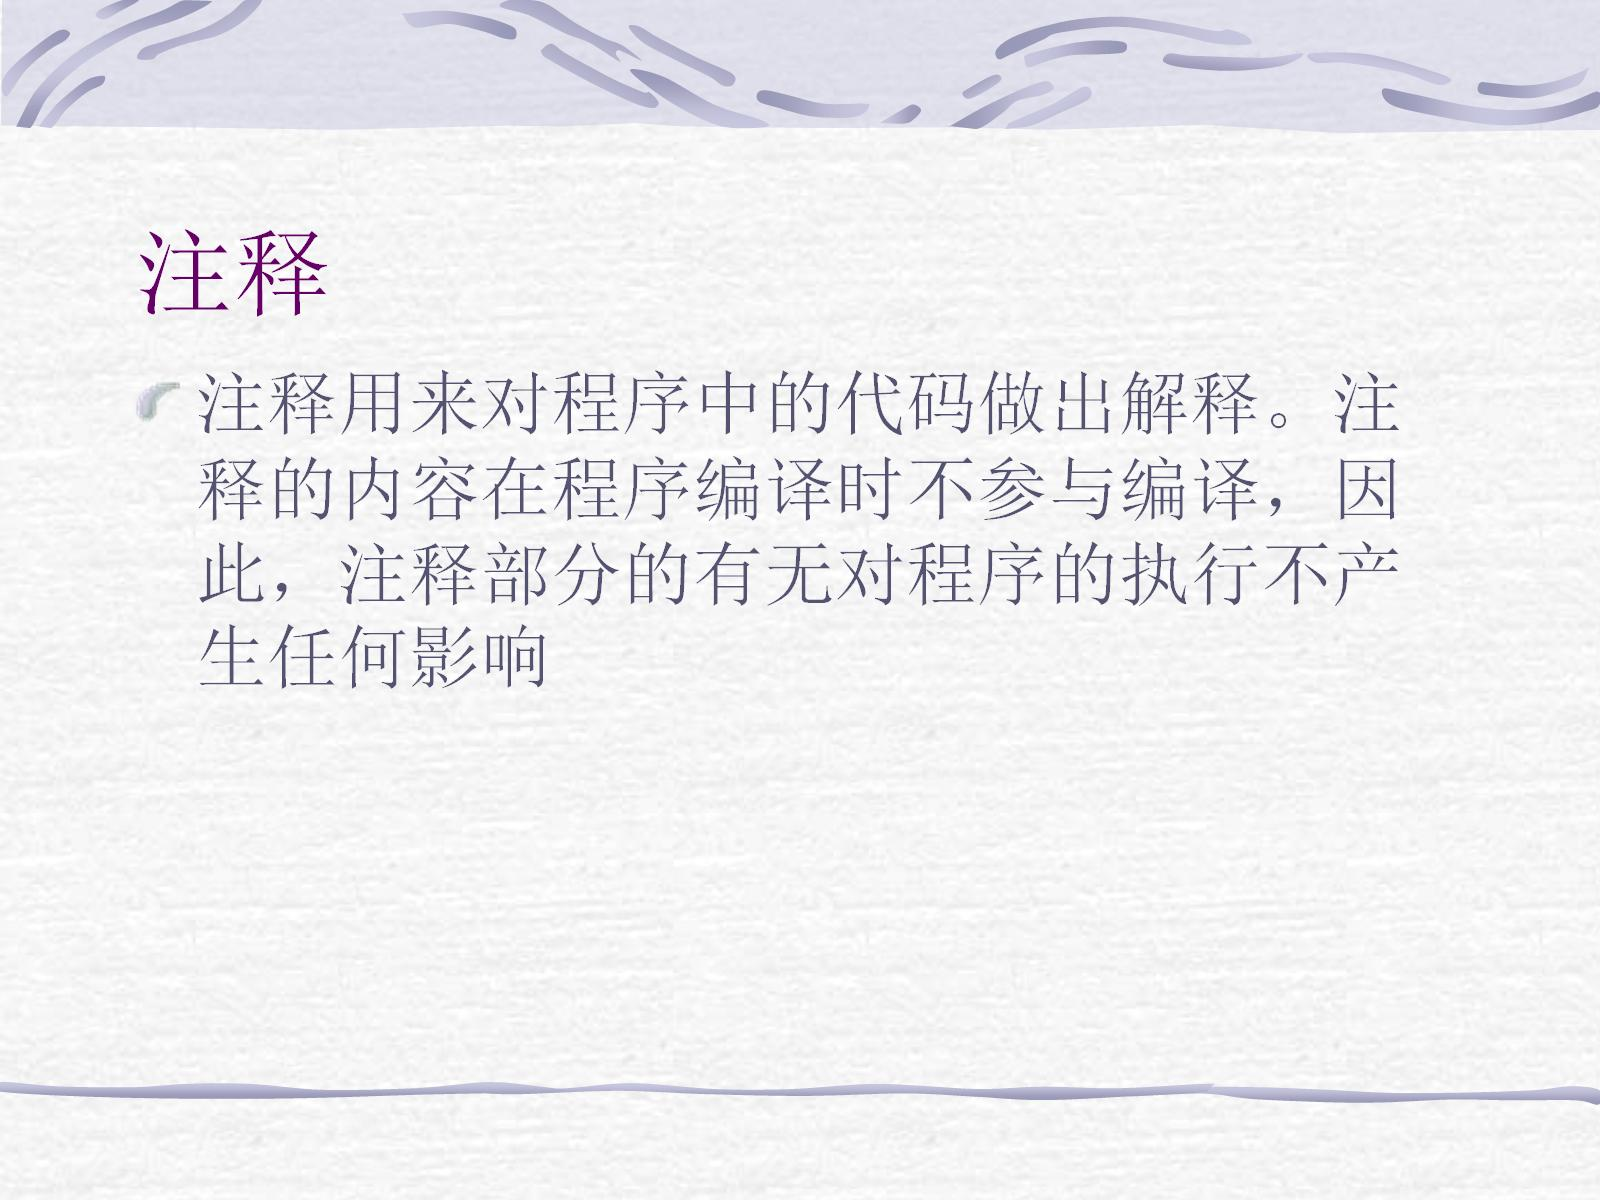 注释
注释用来对程序中的代码做出解释。注
释的内容在程序编译时不参与编译，因
此，注释部分的有无对程序的执行不产
生任何影响